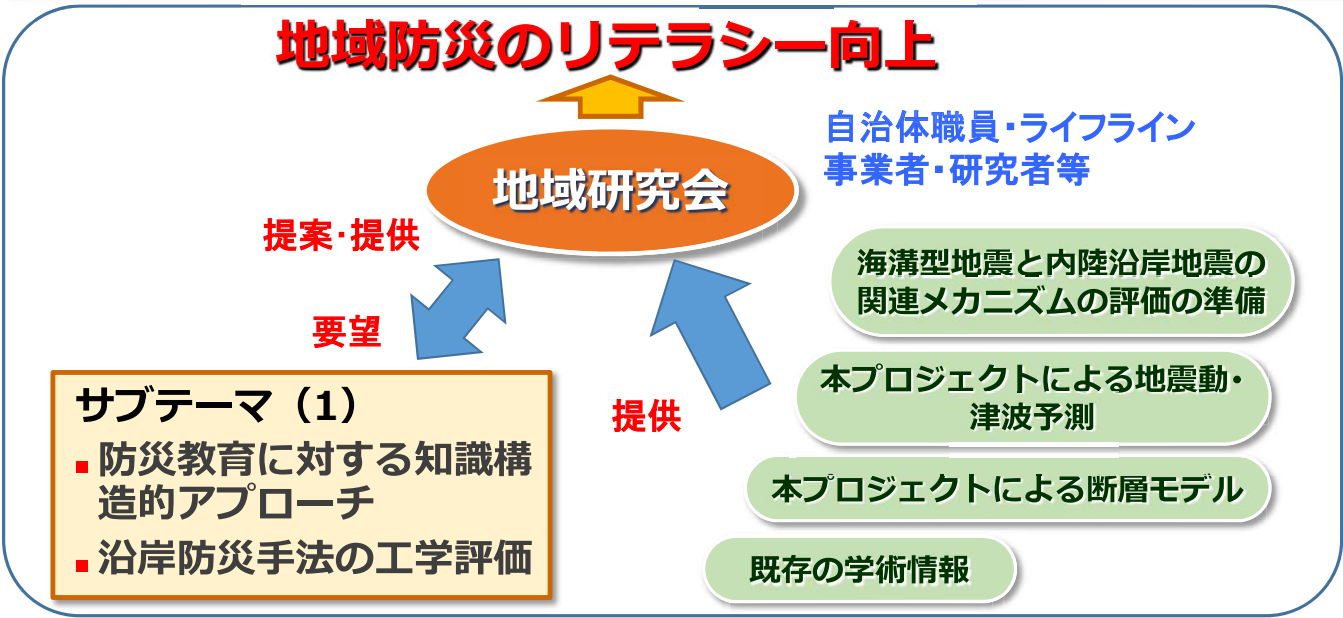 地域防災のリテラシー向上
自治体職員・ライフライン
事業者・研究者等
地域研究会
提案・提供
要望
海溝型地震と内陸沿岸地震の
関連メカニズムの評価の準備
本プロジェクトによる地震動・
津波予測
提供
本プロジェクトによる断層モデル
既存の学術情報
サブテーマ（1）
防災教育に対する知識構
造的アプローチ
沿岸防災手法の工学評価